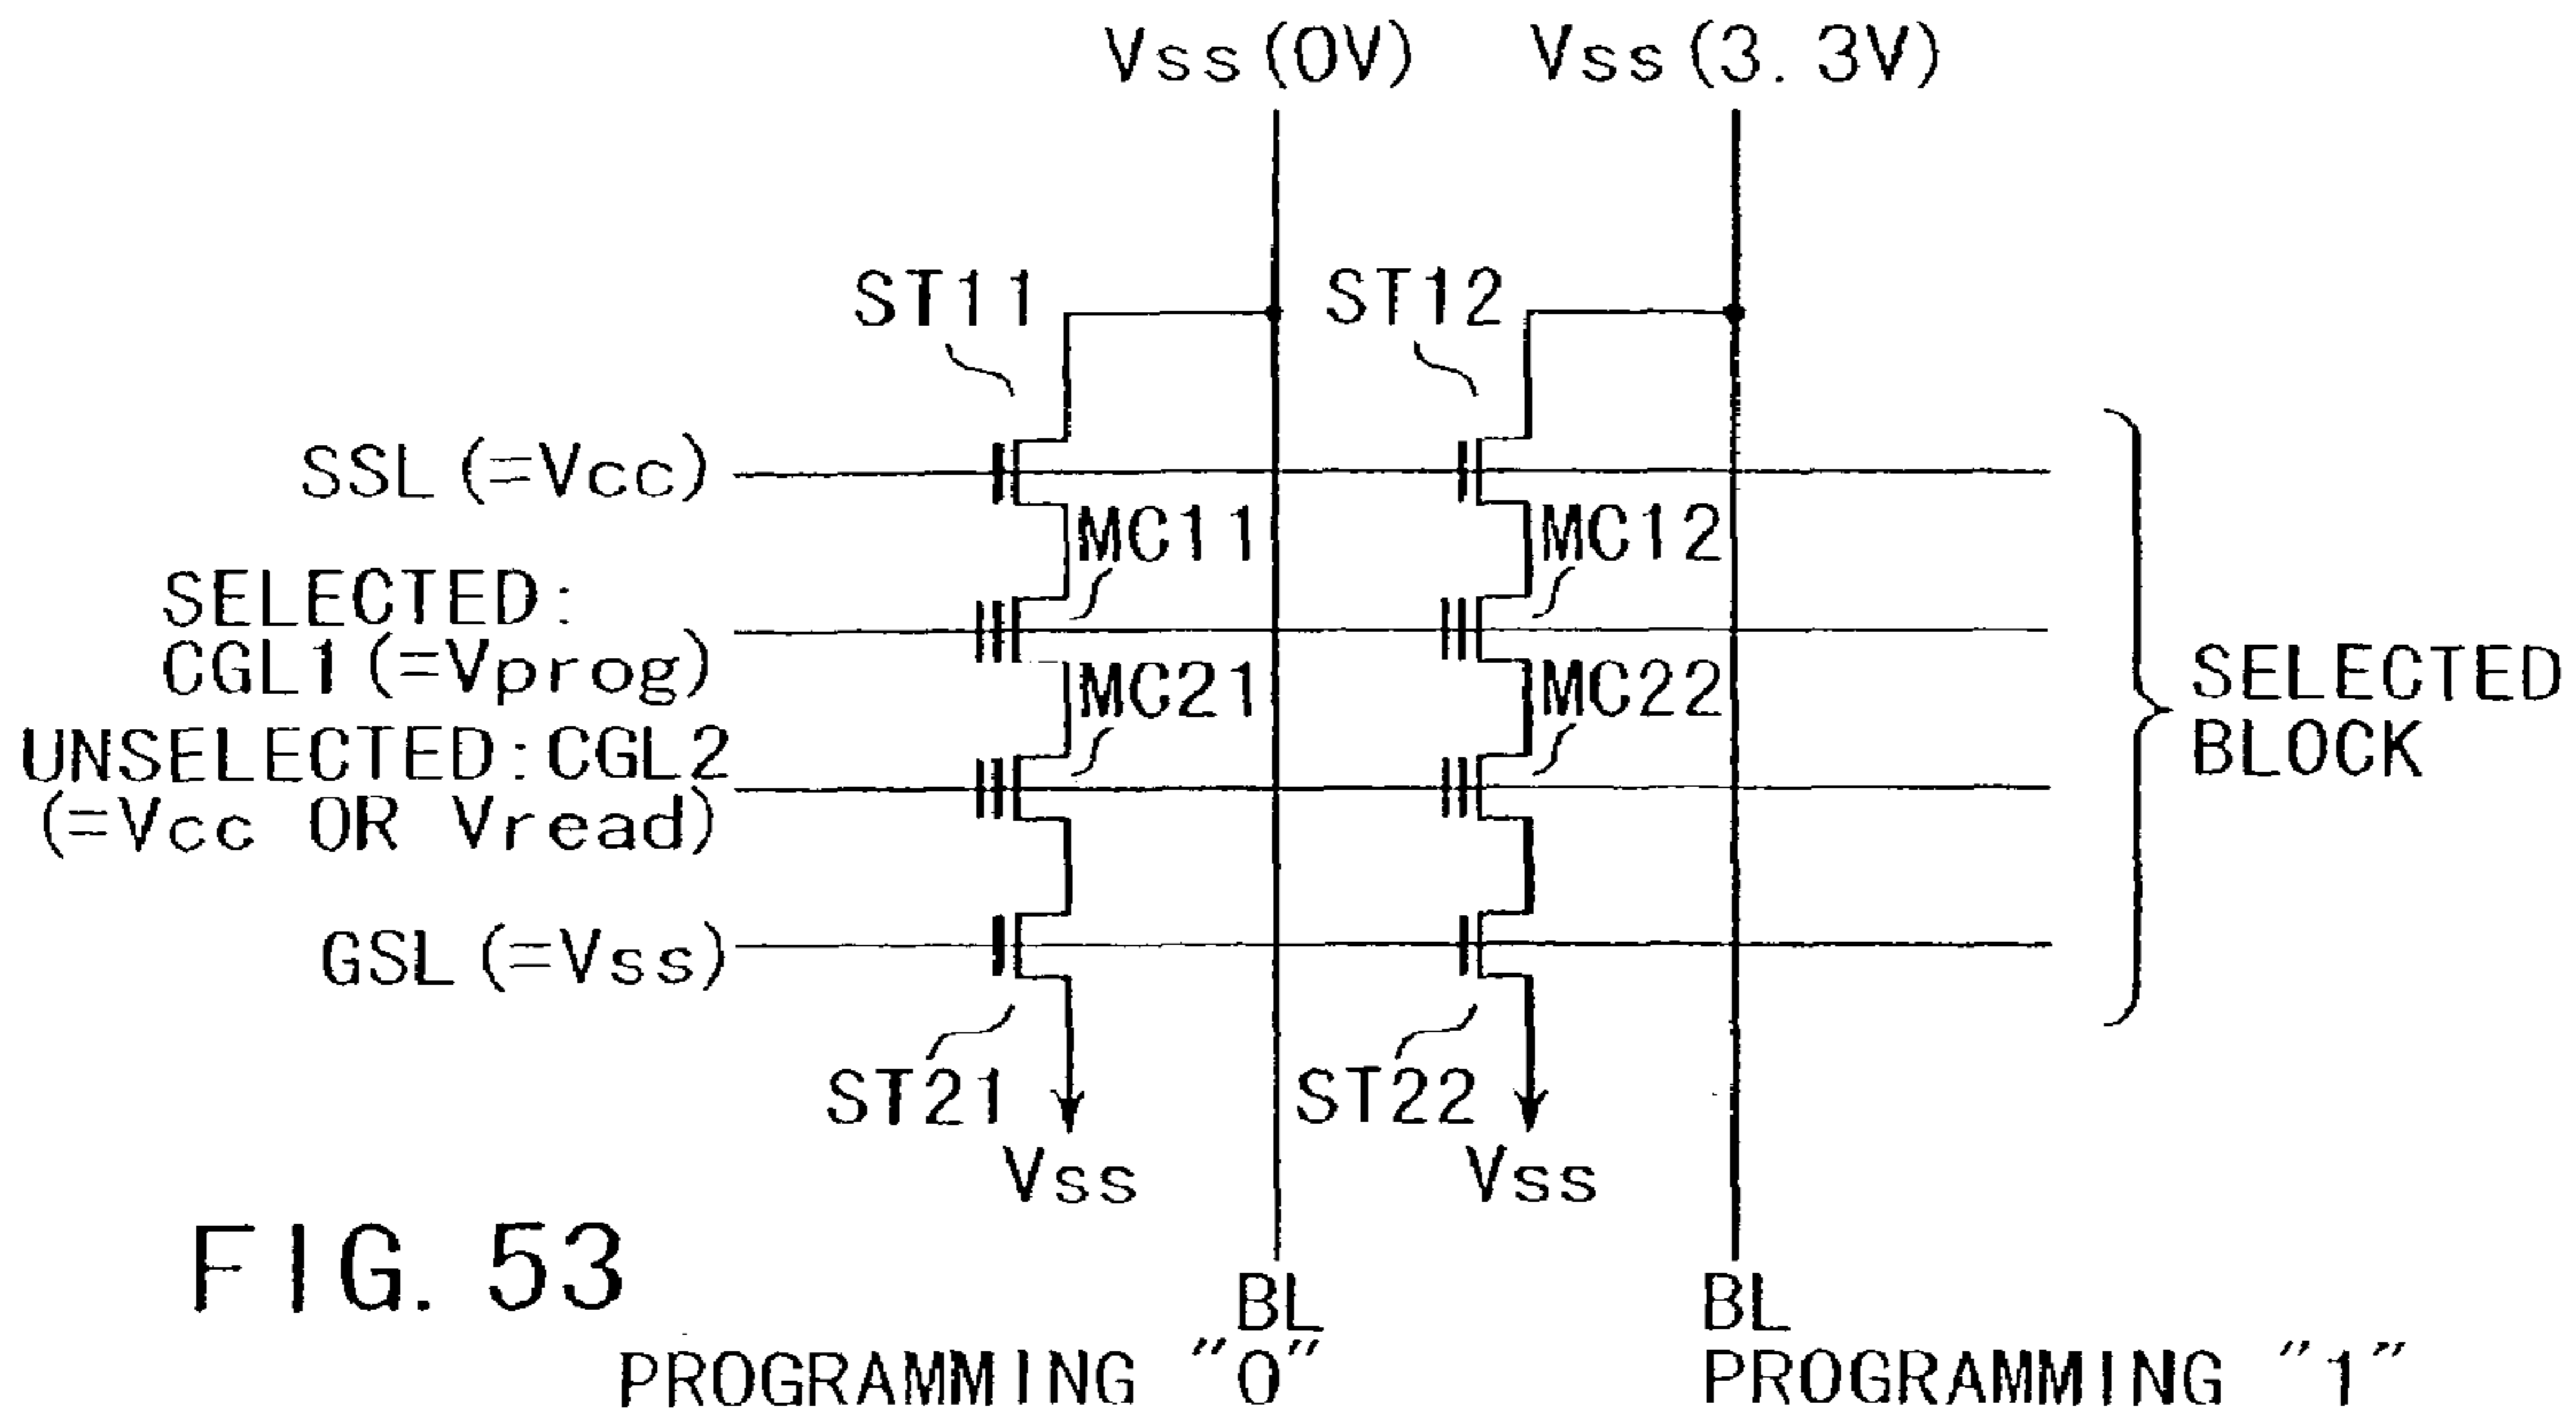 Vss(0V) Vss(3.3V)
ST11 ST12
SSL(=Vcc)
MC11 MC12
SELECTED:
CGL1(=Vprog)
MC21 MC22
SELECTED
BLOCK
UNSELECTED:CGL2
(=Vcc OR Vread)
GSL(=Vss)
ST21 ST22
Vss Vss
FIG. 53
BL BL
PROGRAMMING "0" PROGRAMMING "1"